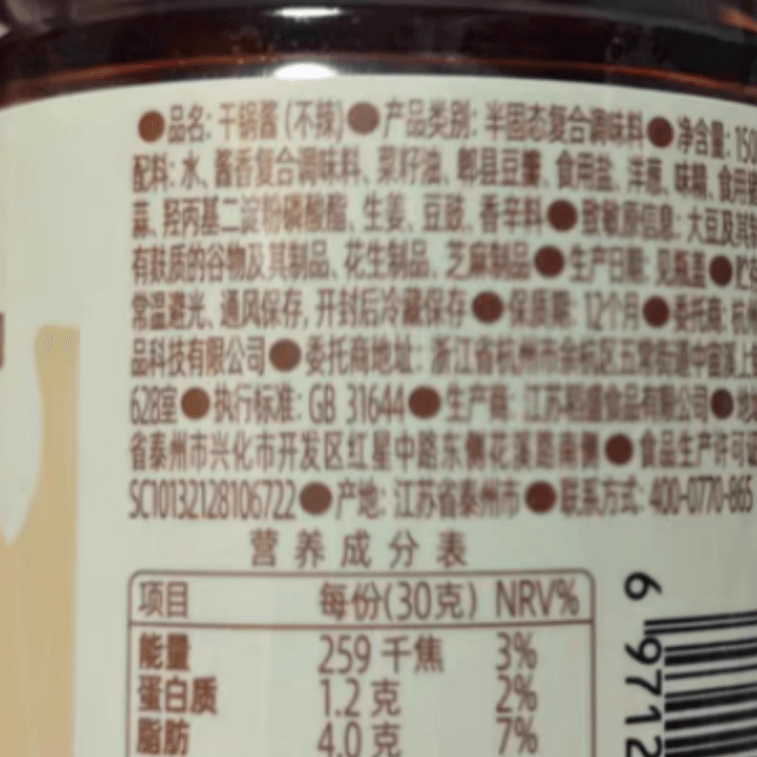 ●品名: 干锅酱 (不辣)●产品类别: 半固态复合调味料●净含量: 150
配料: 水、酱香复合调味料、菜籽油、郫县豆瓣、食用盐、洋葱、味精、食用
蒜、羟丙基二淀粉磷酸酯、生姜、豆豉、香辛料●致敏原信息: 大豆及其
有麸质的谷物及其制品、花生制品、芝麻制品●生产日期: 见瓶盖●贮
常温避光、通风保存, 开封后冷藏保存●保质期: 12个月●委托商: 杭州
品科技有限公司●委托商地址: 浙江省杭州市余杭区五常街道
628室●执行标准: GB 31644●生产商: 江苏 食品有限公司●地
省泰州市兴化市开发区红星中路东侧花溪路南侧●食品生产许可证
SC10132128106722●产地: 江苏省泰州市●联系方式: 400-0770-865
营养成分表
项目 每份(30克) NRV%
能量 259 千焦 3%
蛋白质 1.2 克 2%
脂肪 4.0 克 7%
6 9712